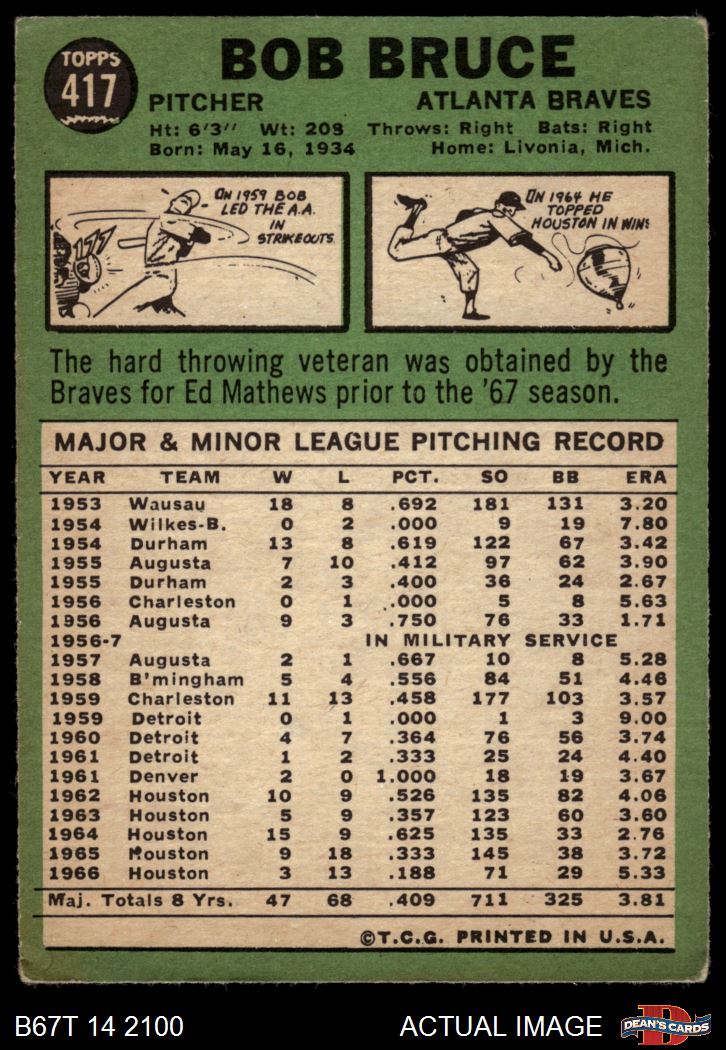 TOPPS
417
BOB BRUCE
PITCHER ATLANTA BRAVES
Ht: 6'3" Wt: 208 Throws: Right Bats: Right
Born: May 16, 1934 Home: Livonia, Mich.
ON 1959 BOB
LED THE A.A.
IN
STRIKEOUTS.
177
ON 1964 HE
TOPPED
HOUSTON IN WINS
The hard throwing veteran was obtained by the
Braves for Ed Mathews prior to the '67 season.
MAJOR & MINOR LEAGUE PITCHING RECORD
YEAR TEAM W L PCT. SO BB ERA
1953 Wausau 18 8 .692 181 131 3.20
1954 Wilkes-B. 0 2 .000 9 19 7.80
1954 Durham 13 8 .619 122 67 3.42
1955 Augusta 7 10 .412 97 62 3.90
1955 Durham 2 3 .400 36 24 2.67
1956 Charleston 0 1 .000 5 8 5.63
1956 Augusta 9 3 .750 76 33 1.71
1956-7 IN MILITARY SERVICE
1957 Augusta 2 1 .667 10 8 5.28
1958 B'mingham 5 4 .556 84 51 4.46
1959 Charleston 11 13 .458 177 103 3.57
1959 Detroit 0 1 .000 1 3 9.00
1960 Detroit 4 7 .364 76 56 3.74
1961 Detroit 1 2 .333 25 24 4.40
1961 Denver 2 0 1.000 18 19 3.67
1962 Houston 10 9 .526 135 82 4.06
1963 Houston 5 9 .357 123 60 3.60
1964 Houston 15 9 .625 135 33 2.76
1965 Houston 9 18 .333 145 38 3.72
1966 Houston 3 13 .188 71 29 5.33
Maj. Totals 8 Yrs. 47 68 .409 711 325 3.81
©T.C.G. PRINTED IN U.S.A.
B67T 14 2100 ACTUAL IMAGE
D
DEAN'S CARDS